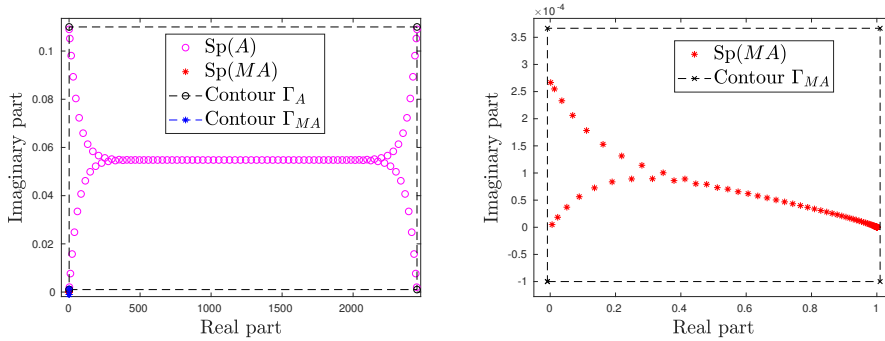 Sp(A)
Sp(MA)
Contour Γ_A
Contour Γ_MA
0.1
0.08
0.06
0.04
0.02
0
0
500
1000
1500
2000
Imaginary part
Real part
×10⁻⁴
Sp(MA)
Contour Γ_MA
3.5
3
2.5
2
1.5
1
0.5
0
-0.5
-1
0
0.2
0.4
0.6
0.8
1
Imaginary part
Real part